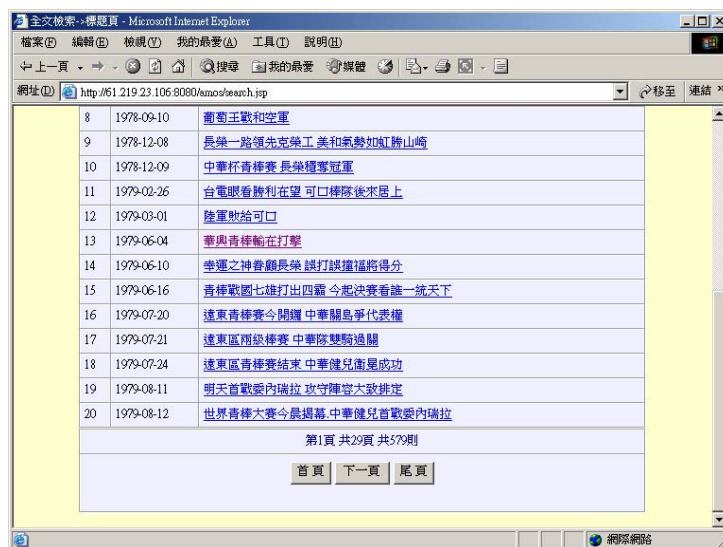 全文檢索->標題頁 - Microsoft Internet Explorer
檔案(F) 編輯(E) 檢視(V) 我的最愛(A) 工具(T) 說明(H)
上一頁 搜尋 我的最愛 媒體
網址(D) http://61.219.23.106:8080/amos/search.jsp 移至 連結 »
8 1978-09-10 葡萄王戰和空軍
9 1978-12-08 長榮一路領先克榮工 美和氣勢如虹勝山崎
10 1978-12-09 中華杯青棒賽 長榮穩奪冠軍
11 1979-02-26 台電眼看勝利在望 可口棒隊後來居上
12 1979-03-01 陸軍敗給可口
13 1979-06-04 華興青棒輸在打擊
14 1979-06-10 幸運之神眷顧長榮 誤打誤撞福將得分
15 1979-06-16 青棒戰國七雄打出四霸 今起決賽看誰一統天下
16 1979-07-20 遠東青棒賽今開鑼 中華關島爭代表權
17 1979-07-21 遠東區兩級棒賽 中華隊雙騎過關
18 1979-07-24 遠東區青棒賽結束 中華健兒衛冕成功
19 1979-08-11 明天首戰委內瑞拉 攻守陣容大致排定
20 1979-08-12 世界青棒大賽今晨揭幕.中華健兒首戰委內瑞拉
第1頁 共29頁 共579則
首頁 下一頁 尾頁
網際網路